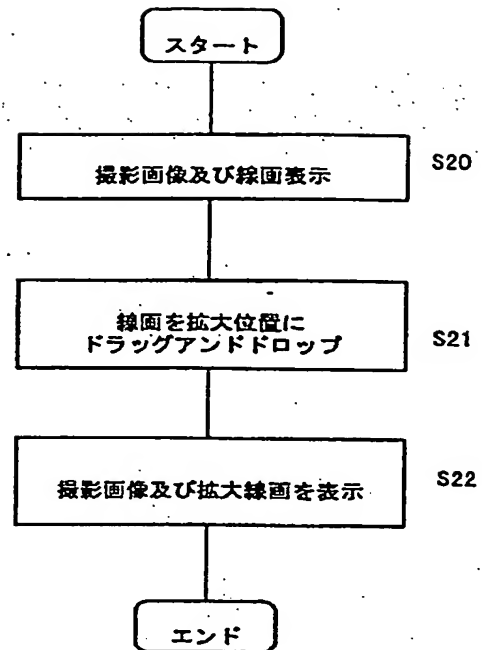 スタート
撮影画像及び線画表示
S20
線画を拡大位置に
ドラッグアンドドロップ
S21
撮影画像及び拡大線画を表示
S22
エンド